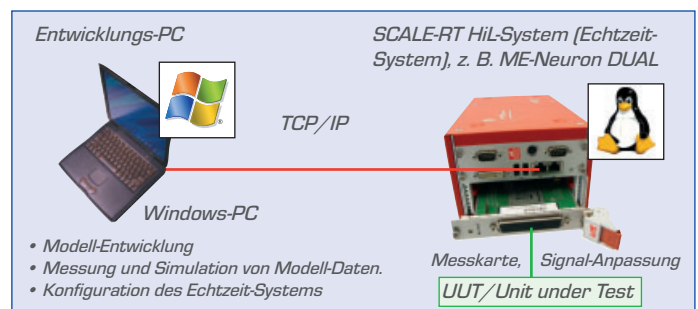 Entwicklungs-PC
SCALE-RT HiL-System (Echtzeit-
System), z. B. ME-Neuron DUAL
TCP/IP
Windows-PC
• Modell-Entwicklung
• Messung und Simulation von Modell-Daten.
• Konfiguration des Echtzeit-Systems
Messkarte, Signal-Anpassung
UUT/Unit under Test